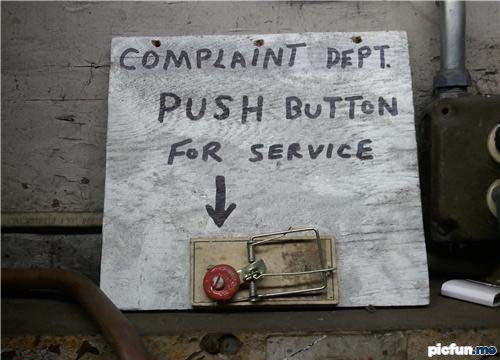 COMPLAINT DEPT.
PUSH BUTTON
FOR SERVICE
picfun.me